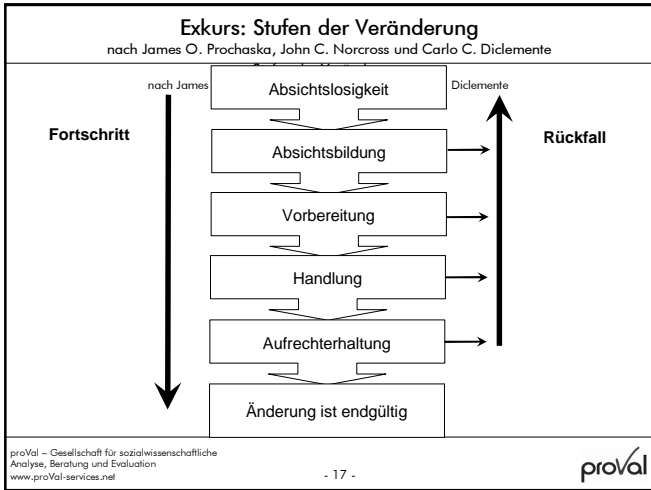 Exkurs: Stufen der Veränderung
nach James O. Prochaska, John C. Norcross und Carlo C. Diclemente
nach James
Diclemente
Absichtslosigkeit
Fortschritt
Rückfall
Absichtsbildung
Vorbereitung
Handlung
Aufrechterhaltung
Änderung ist endgültig
proVal – Gesellschaft für sozialwissenschaftliche
Analyse, Beratung und Evaluation
www.proVal-services.net
- 17 -
proval